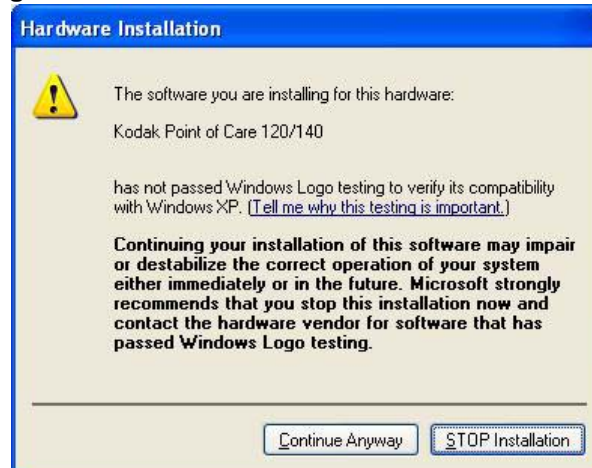 Hardware Installation
The software you are installing for this hardware:
Kodak Point of Care 120/140
has not passed Windows Logo testing to verify its compatibility
with Windows XP. (Tell me why this testing is important.)
Continuing your installation of this software may impair
or destabilize the correct operation of your system
either immediately or in the future. Microsoft strongly
recommends that you stop this installation now and
contact the hardware vendor for software that has
passed Windows Logo testing.
Continue Anyway
STOP Installation